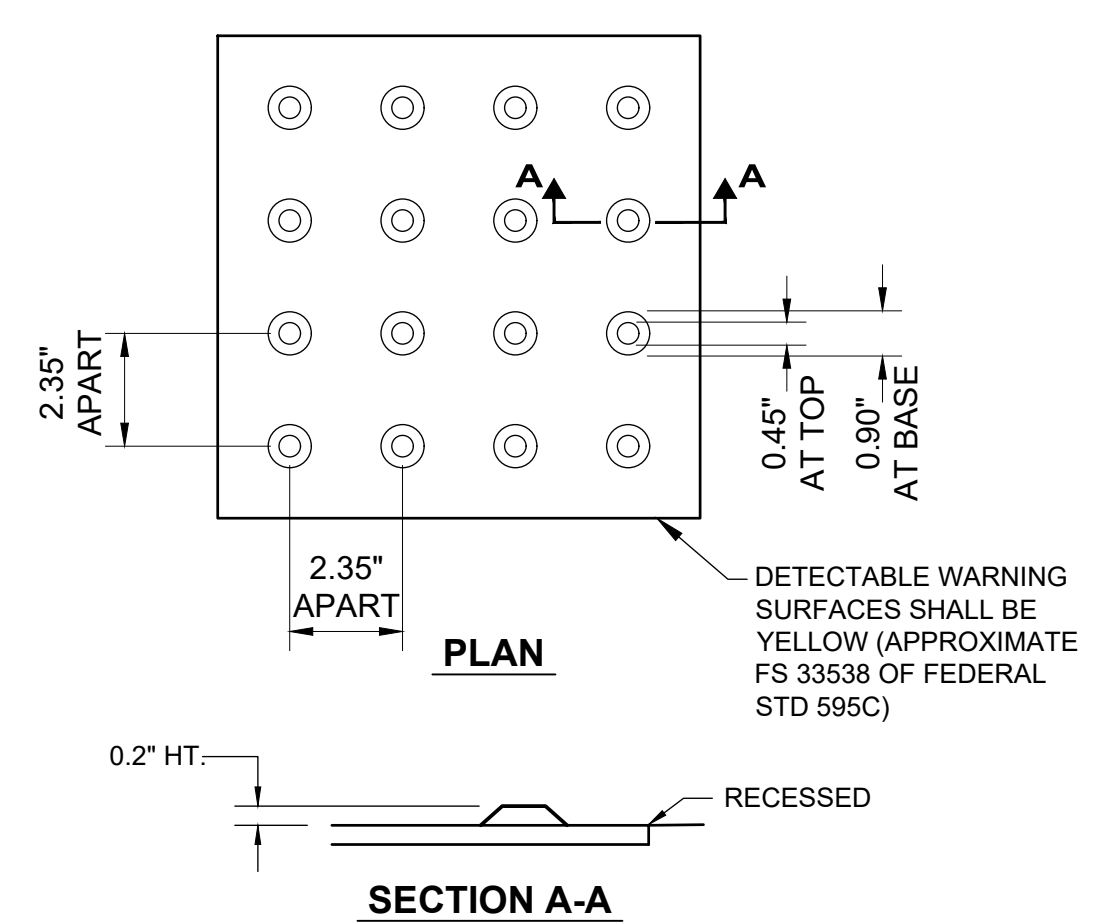 A
A
2.35"
APART
0.45"
AT TOP
0.90"
AT BASE
2.35"
APART
PLAN
DETECTABLE WARNING
SURFACES SHALL BE
YELLOW (APPROXIMATE
FS 33538 OF FEDERAL
STD 595C)
0.2" HT.
RECESSED
SECTION A-A